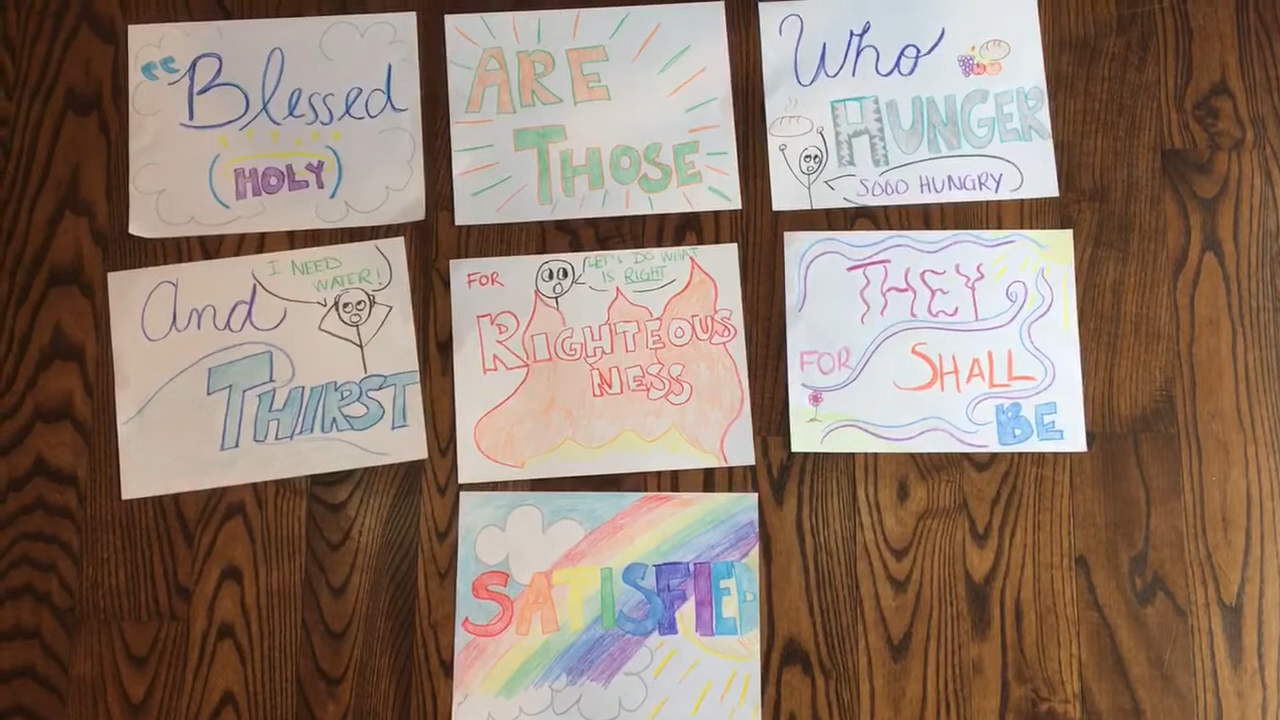 “Blessed
(HOLY)
ARE
THOSE
Who
HUNGER
SOOO HUNGRY
I NEED
WATER!
And
THIRST
LET'S DO WHAT
IS RIGHT
FOR
RIGHTEOUS
NESS
THEY
FOR
SHALL
BE
SATISFIED